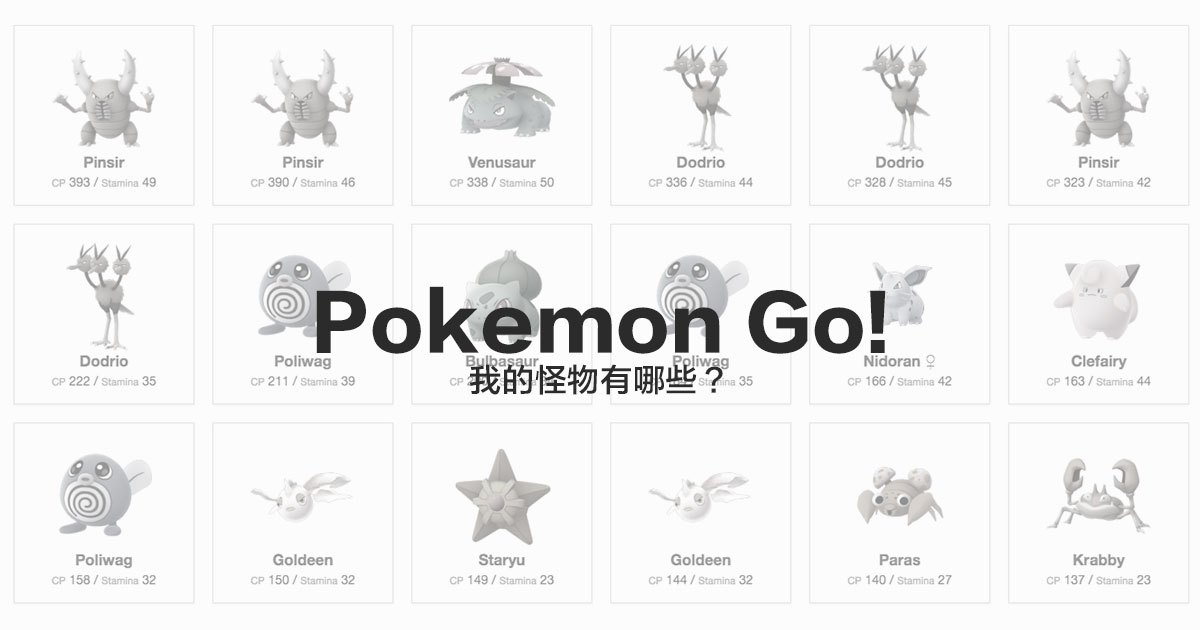 Pinsir
CP 393 / Stamina 49
Pinsir
CP 390 / Stamina 46
Venusaur
CP 338 / Stamina 50
Dodrio
CP 336 / Stamina 44
Dodrio
CP 328 / Stamina 45
Pinsir
CP 323 / Stamina 42
Pokemon Go!
我的怪物有哪些？
Dodrio
CP 222 / Stamina 35
Poliwag
CP 211 / Stamina 39
Bulbasaur
CP
Poliwag
35
Nidoran ♀
CP 166 / Stamina 42
Clefairy
CP 163 / Stamina 44
Poliwag
CP 158 / Stamina 32
Goldeen
CP 150 / Stamina 32
Staryu
CP 149 / Stamina 23
Goldeen
CP 144 / Stamina 32
Paras
CP 140 / Stamina 27
Krabby
CP 137 / Stamina 23